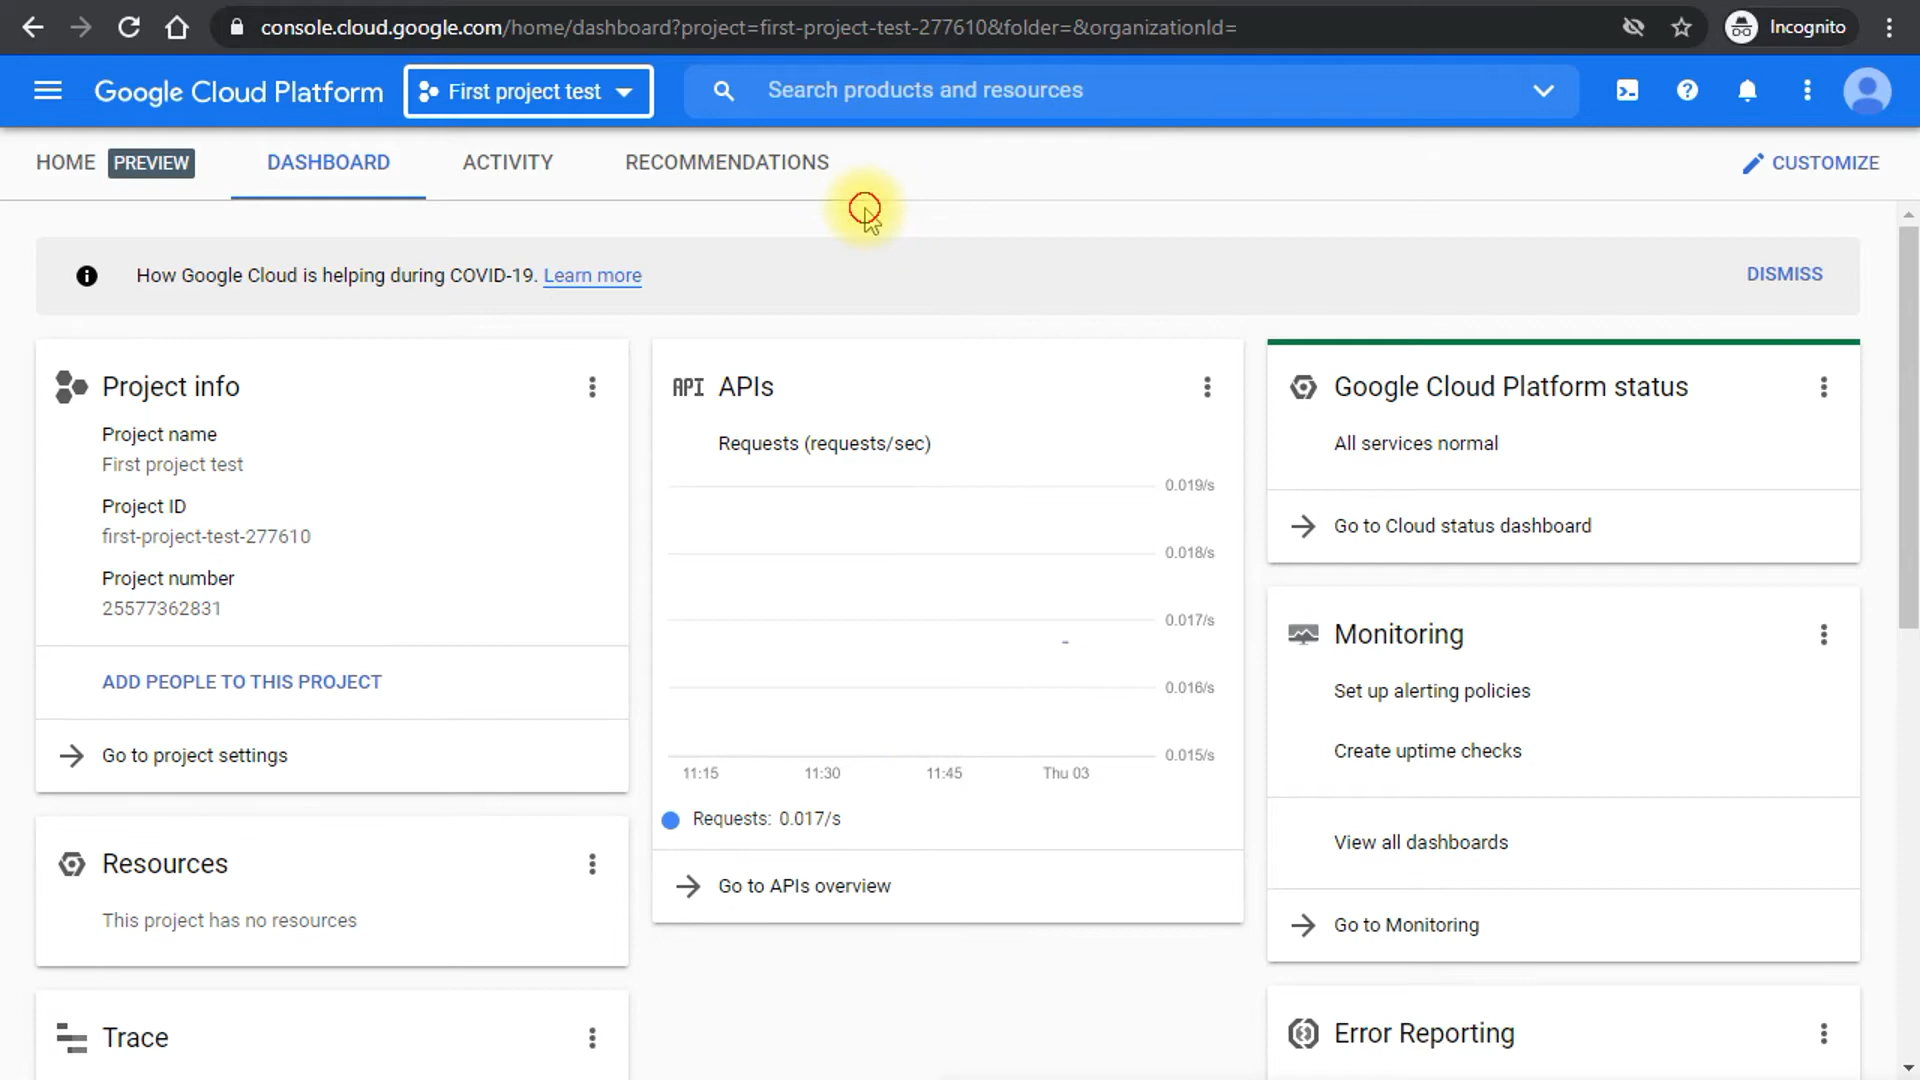 console.cloud.google.com/home/dashboard?project=first-project-test-277610&folder=&organizationId=
Incognito
Google Cloud Platform
First project test
Search products and resources
HOME PREVIEW
DASHBOARD
ACTIVITY
RECOMMENDATIONS
CUSTOMIZE
How Google Cloud is helping during COVID-19. Learn more
DISMISS
Project info
Project name
First project test
Project ID
first-project-test-277610
Project number
25577362831
ADD PEOPLE TO THIS PROJECT
Go to project settings
Resources
This project has no resources
Trace
API APIs
Requests (requests/sec)
0.019/s
0.018/s
0.017/s
0.016/s
0.015/s
11:15 11:30 11:45 Thu 03
Requests: 0.017/s
Go to APIs overview
Google Cloud Platform status
All services normal
Go to Cloud status dashboard
Monitoring
Set up alerting policies
Create uptime checks
View all dashboards
Go to Monitoring
Error Reporting